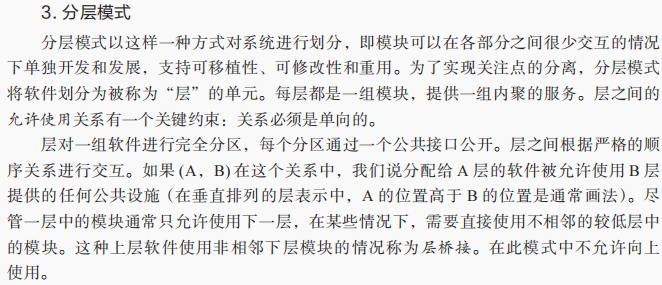 3. 分层模式
分层模式以这样一种方式对系统进行划分，即模块可以在各部分之间很少交互的情况
下单独开发和发展，支持可移植性、可修改性和重用。为了实现关注点的分离，分层模式
将软件划分为被称为“层”的单元。每层都是一组模块，提供一组内聚的服务。层之间的
允许使用关系有一个关键约束：关系必须是单向的。
层对一组软件进行完全分区，每个分区通过一个公共接口公开。层之间根据严格的顺
序关系进行交互。如果 (A，B) 在这个关系中，我们说分配给 A 层的软件被允许使用 B 层
提供的任何公共设施（在垂直排列的层表示中，A 的位置高于 B 的位置是通常画法）。尽
管一层中的模块通常只允许使用下一层，在某些情况下，需要直接使用不相邻的较低层中
的模块。这种上层软件使用非相邻下层模块的情况称为层桥接。在此模式中不允许向上
使用。